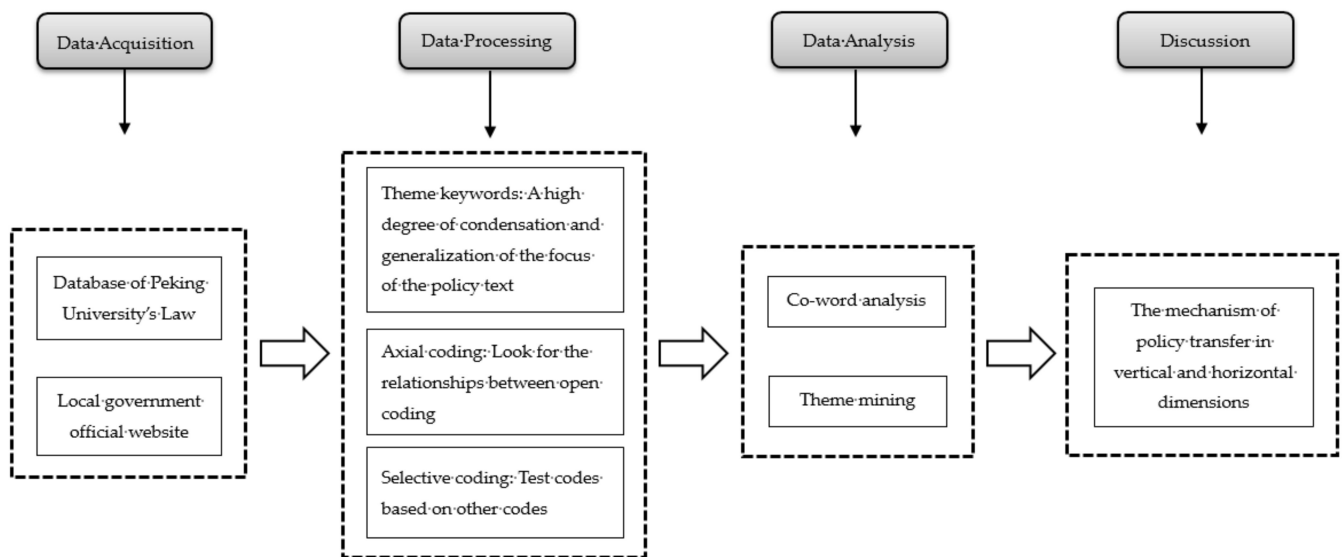 Data·Acquisition
Data·Processing
Data·Analysis
Discussion
Database·of·Peking·
University's·Law
Local·government·
official·website
Theme·keywords:·A·high·
degree·of·condensation·and·
generalization·of·the·focus·
of·the·policy·text
Axial·coding:·Look·for·the·
relationships·between·open·
coding
Selective·coding:·Test·codes·
based·on·other·codes
Co-word·analysis
Theme·mining
The·mechanism·of·
policy·transfer·in·
vertical·and·horizontal·
dimensions